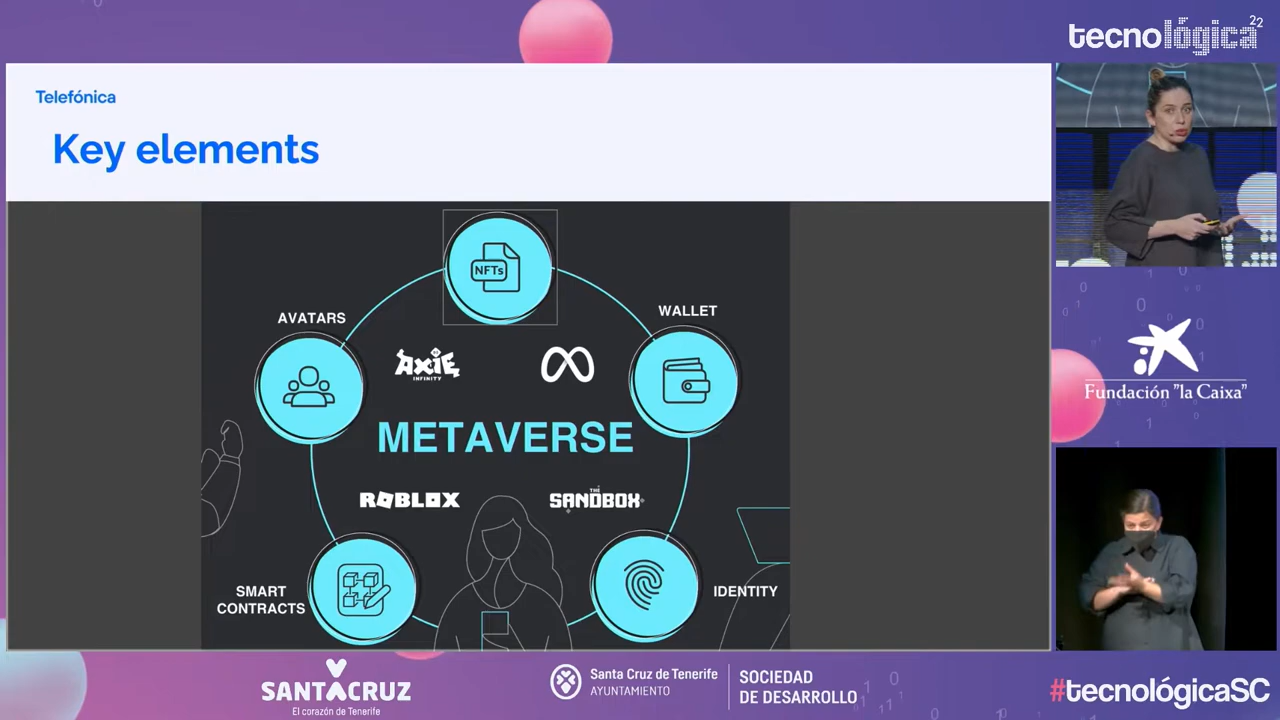 tecnológica22
Telefónica
Key elements
NFTs
AVATARS
WALLET
AXIE
INFINITY
METAVERSE
ROBLOX
THE
SANDBOX
SMART
CONTRACTS
IDENTITY
Fundación "la Caixa"
SANTACRUZ
El corazón de Tenerife
Santa Cruz de Tenerife
AYUNTAMIENTO
SOCIEDAD
DE DESARROLLO
#tecnológicaSC